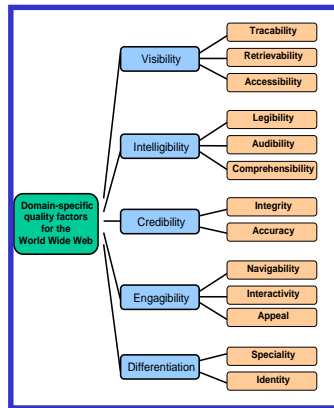 Domain-specific
quality factors
for the
World Wide Web
Visibility
Tracability
Retrievability
Accessibility
Intelligibility
Legibility
Audibility
Comprehensibility
Credibility
Integrity
Accuracy
Engagibility
Navigability
Interactivity
Appeal
Differentiation
Speciality
Identity